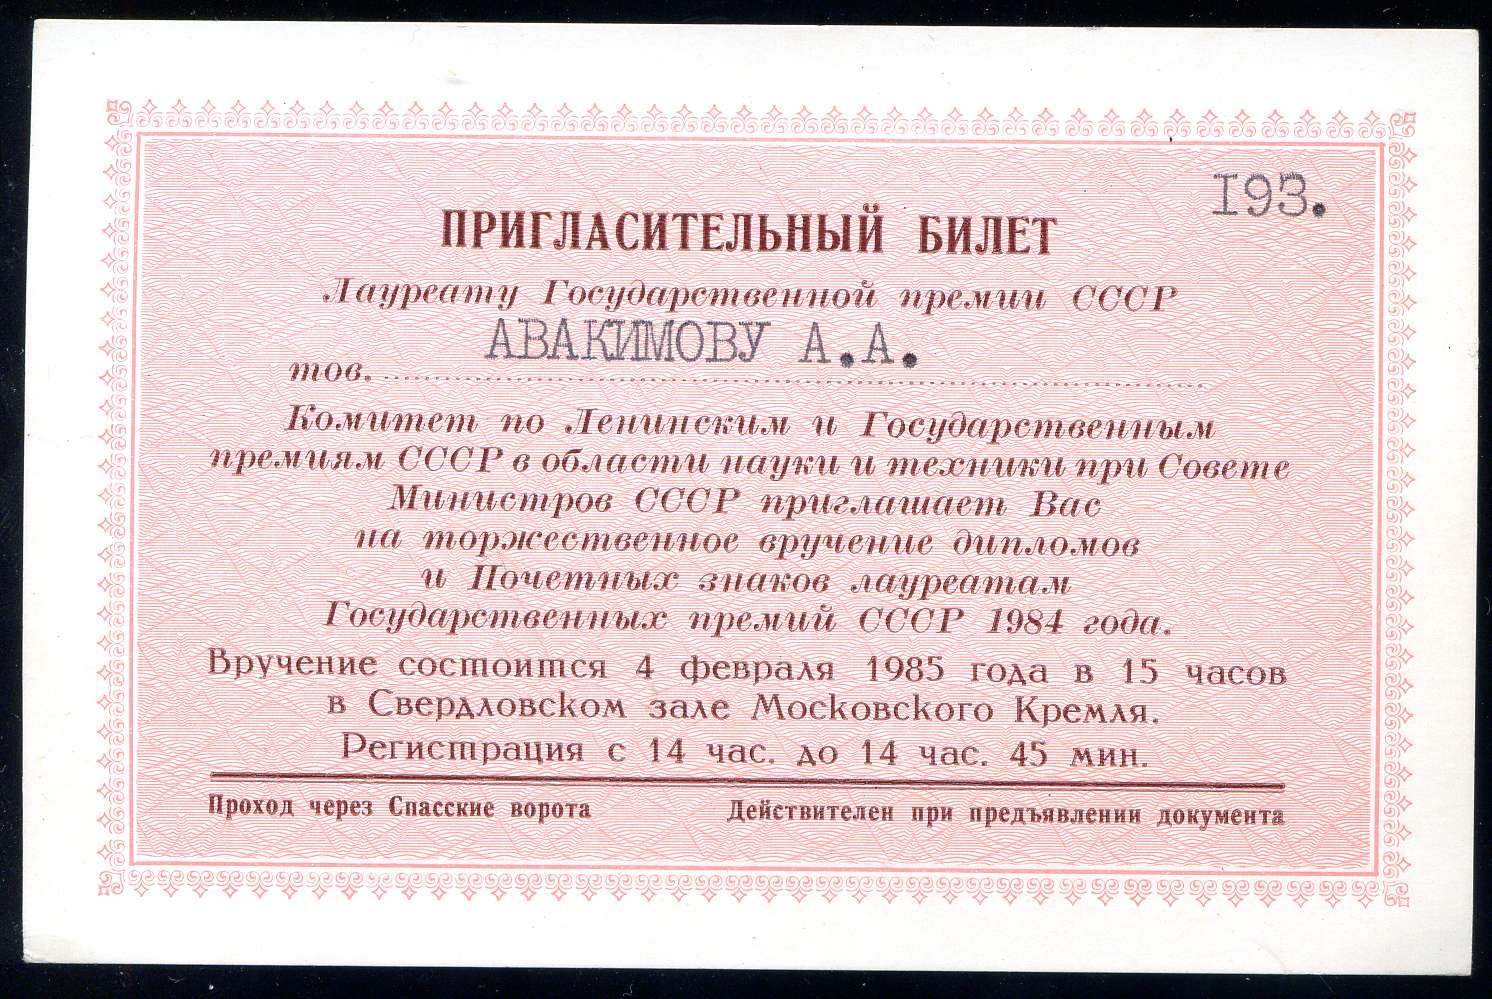 I93.
ПРИГЛАСИТЕЛЬНЫЙ БИЛЕТ
Лауреату Государственной премии СССР
АВАКИМОВУ А.А.
тов.
Комитет по Ленинским и Государственным
премиям СССР в области науки и техники при Совете
Министров СССР приглашает Вас
на торжественное вручение дипломов
и Почетных знаков лауреатам
Государственных премий СССР 1984 года.
Вручение состоится 4 февраля 1985 года в 15 часов
в Свердловском зале Московского Кремля.
Регистрация с 14 час. до 14 час. 45 мин.
Проход через Спасские ворота Действителен при предъявлении документа